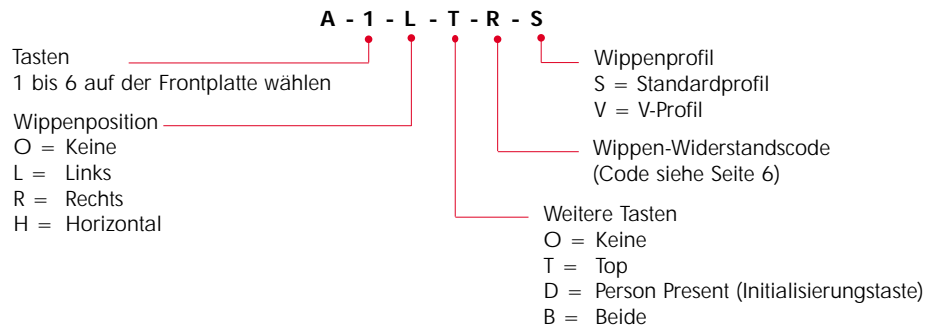 A - 1 - L - T - R - S
Tasten
1 bis 6 auf der Frontplatte wählen
Wippenposition
O = Keine
L = Links
R = Rechts
H = Horizontal
Wippenprofil
S = Standardprofil
V = V-Profil
Wippen-Widerstandscode
(Code siehe Seite 6)
Weitere Tasten
O = Keine
T = Top
D = Person Present (Initialisierungstaste)
B = Beide